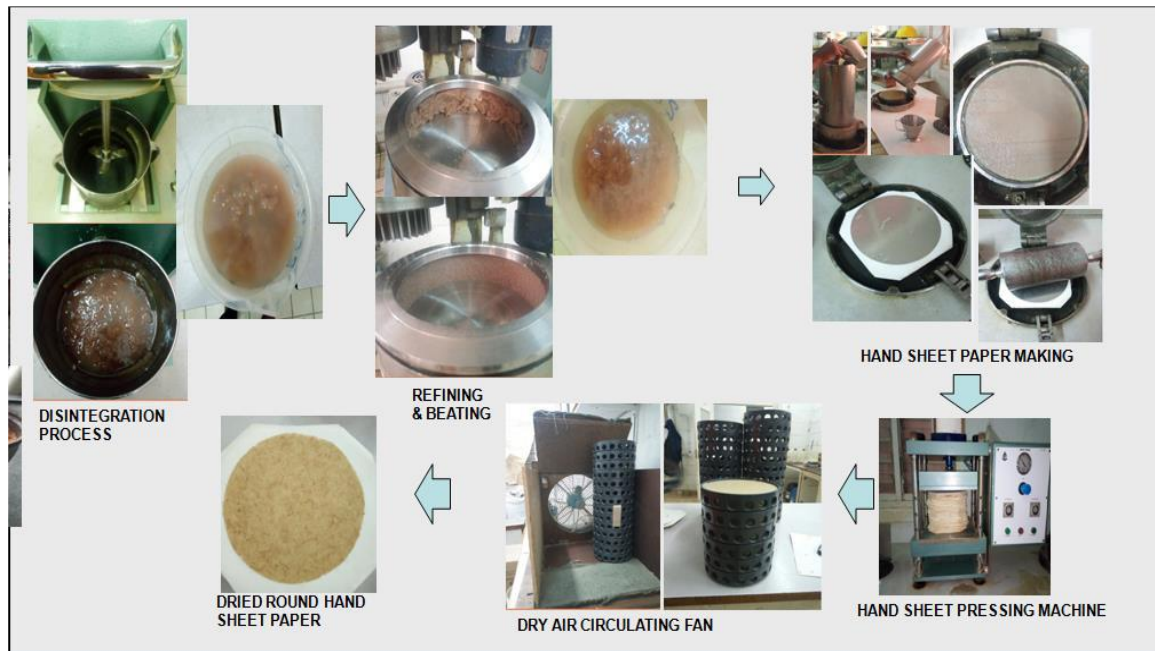 DISINTEGRATION
PROCESS
REFINING
& BEATING
HAND SHEET PAPER MAKING
HAND SHEET PRESSING MACHINE
DRY AIR CIRCULATING FAN
DRIED ROUND HAND
SHEET PAPER